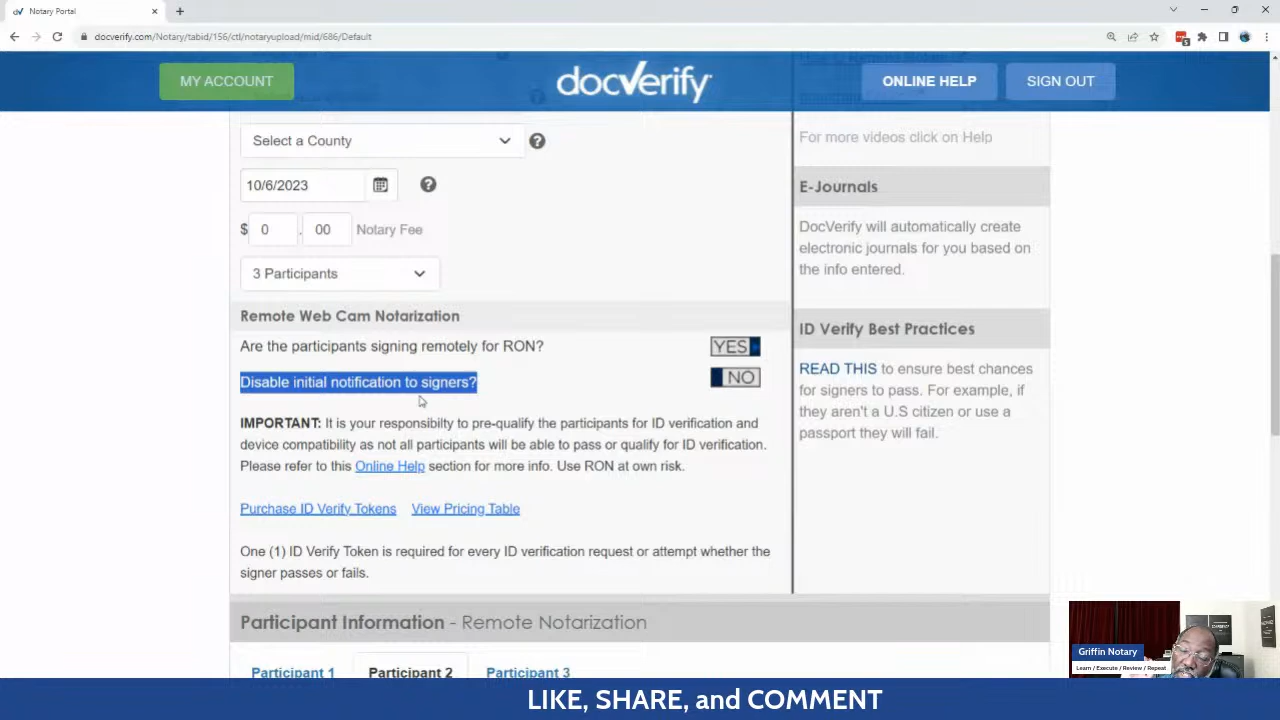 Notary Portal
docverify.com/Notary/tabid/156/ctl/notaryupload/mid/686/Default
MY ACCOUNT
docVerify
ONLINE HELP
SIGN OUT
Select a County
For more videos click on Help
10/6/2023
E-Journals
$ 0 . 00 Notary Fee
DocVerify will automatically create
electronic journals for you based on
the info entered.
3 Participants
Remote Web Cam Notarization
ID Verify Best Practices
Are the participants signing remotely for RON?
YES
Disable initial notification to signers?
NO
READ THIS to ensure best chances
for signers to pass. For example, if
they aren't a U.S citizen or use a
passport they will fail.
IMPORTANT: It is your responsibilty to pre-qualify the participants for ID verification and
device compatibility as not all participants will be able to pass or qualify for ID verification.
Please refer to this Online Help section for more info. Use RON at own risk.
Purchase ID Verify Tokens View Pricing Table
One (1) ID Verify Token is required for every ID verification request or attempt whether the
signer passes or fails.
Participant Information - Remote Notarization
Participant 1 Participant 2 Participant 3
Griffin Notary
Learn / Execute / Review / Repeat
LIKE, SHARE, and COMMENT